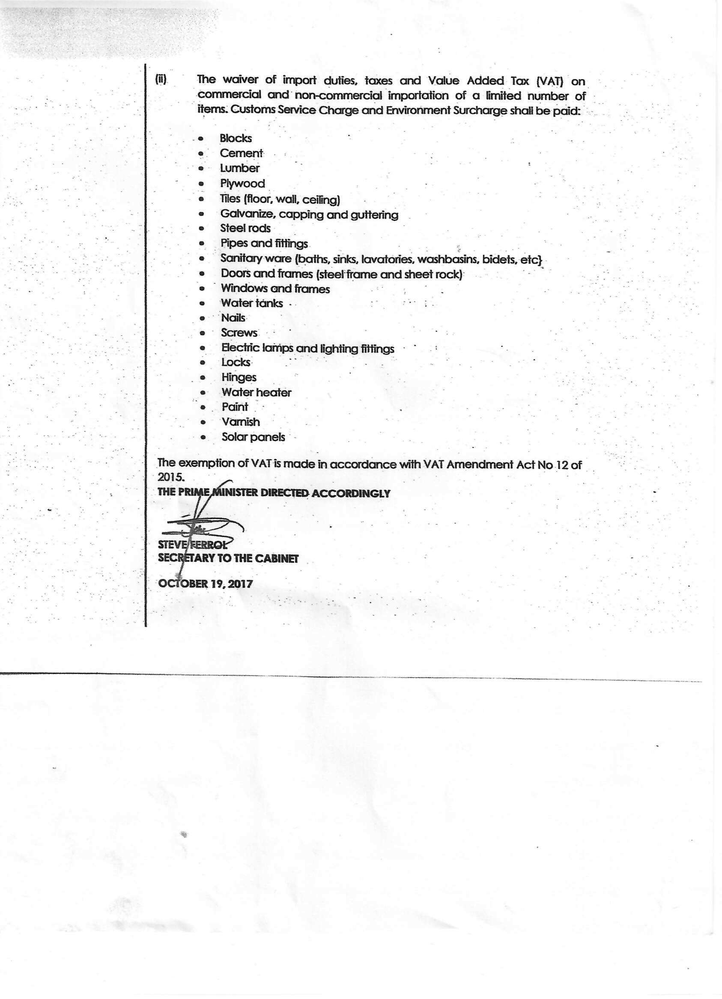 (ii) The waiver of import duties, taxes and Value Added Tax (VAT) on
commercial and non-commercial importation of a limited number of
items. Customs Service Charge and Environment Surcharge shall be paid:
• Blocks
• Cement
• Lumber
• Plywood
• Tiles (floor, wall, ceiling)
• Galvanize, capping and guttering
• Steel rods
• Pipes and fittings
• Sanitary ware (baths, sinks, lavatories, washbasins, bidets, etc}
• Doors and frames (steel frame and sheet rock)
• Windows and frames
• Water tanks
• Nails
• Screws
• Electric lamps and lighting fittings
• Locks
• Hinges
• Water heater
• Paint
• Varnish
• Solar panels
The exemption of VAT is made in accordance with VAT Amendment Act No 12 of
2015.
THE PRIME MINISTER DIRECTED ACCORDINGLY
STEVE FERROL
SECRETARY TO THE CABINET
OCTOBER 19, 2017